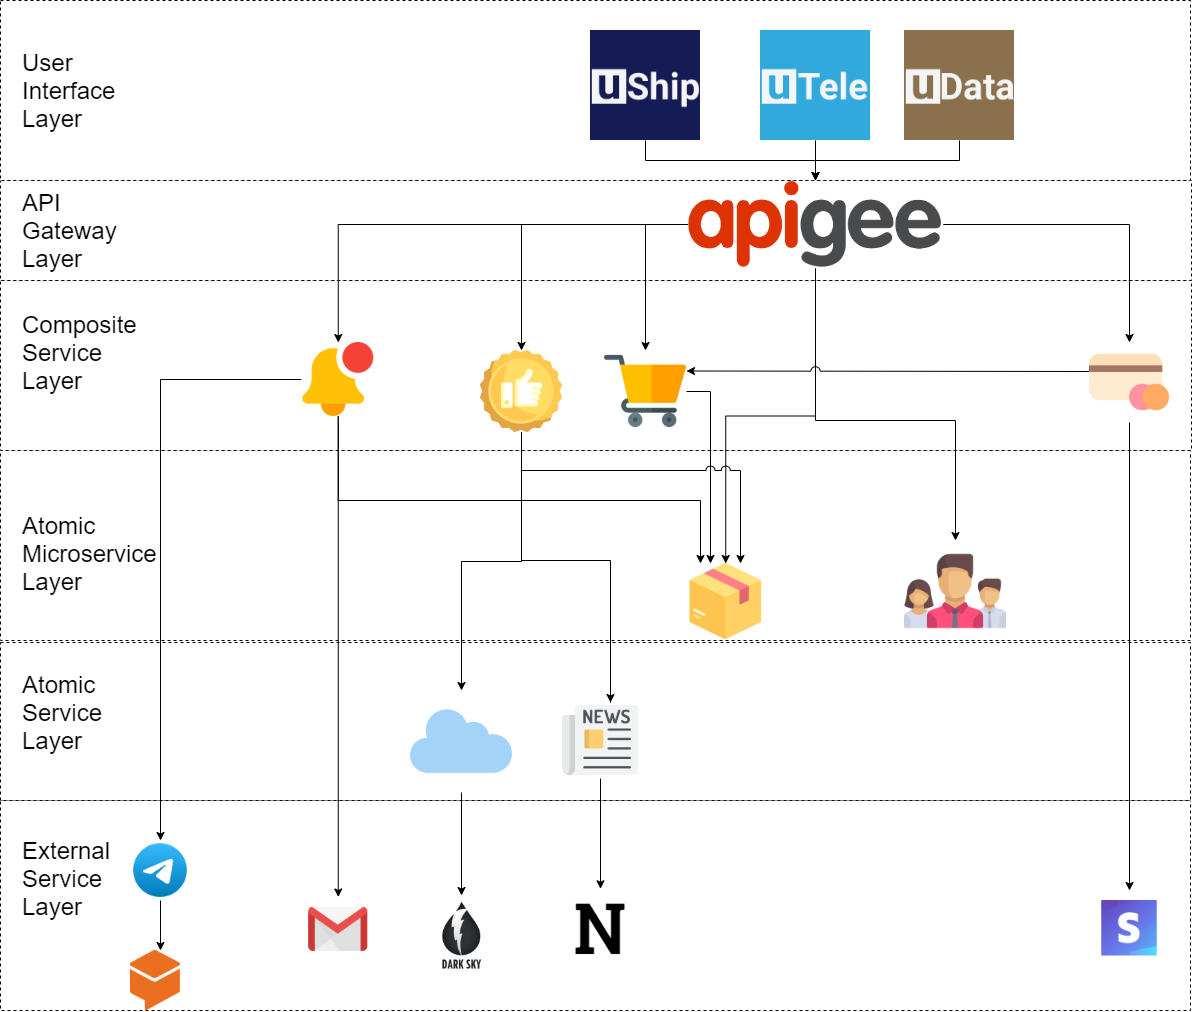 User
Interface
Layer
uShip
uTele
uData
API
Gateway
Layer
apigee
Composite
Service
Layer
Atomic
Microservice
Layer
Atomic
Service
Layer
NEWS
External
Service
Layer
DARK SKY
N
S